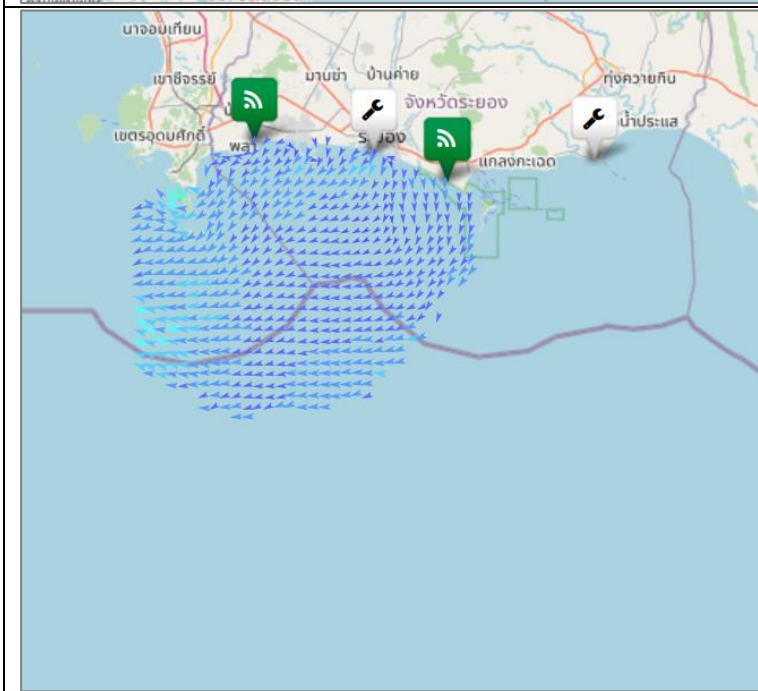 นาจอมเทียน
เขาชีจรรย์
มาบข่า
บ้านค่าย
จังหวัดระยอง
ทุ่งควายกิน
เขตรอุดมศักดิ์
พลา
น้ำประแส
แกลงกะเฉด